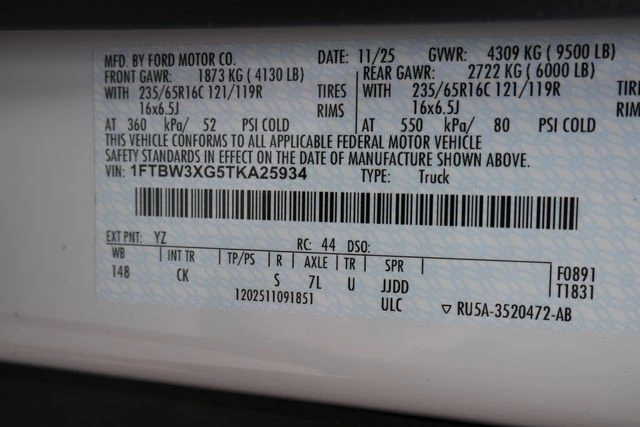 MFD. BY FORD MOTOR CO. DATE: 11/25 GVWR: 4309 KG (9500 LB)
FRONT GAWR: 1873 KG (4130 LB) REAR GAWR: 2722 KG (6000 LB)
WITH 235/65R16C 121/119R TIRES WITH 235/65R16C 121/119R TIRE
16x6.5J RIMS 16x6.5J RIMS
AT 360 kPa/ 52 PSI COLD AT 550 kPa/ 80 PSI COLD
THIS VEHICLE CONFORMS TO ALL APPLICABLE FEDERAL MOTOR VEHICLE
SAFETY STANDARDS IN EFFECT ON THE DATE OF MANUFACTURE SHOWN ABOVE.
VIN: 1FTBW3XG5TKA25934 TYPE: Truck
EXT PNT: YZ RC: 44 DSO:
WB INT TR TP/PS R AXLE TR SPR F0891
148 CK S 7L U JJDD T1831
1202511091851 ULC ▽ RU5A-3520472-AB